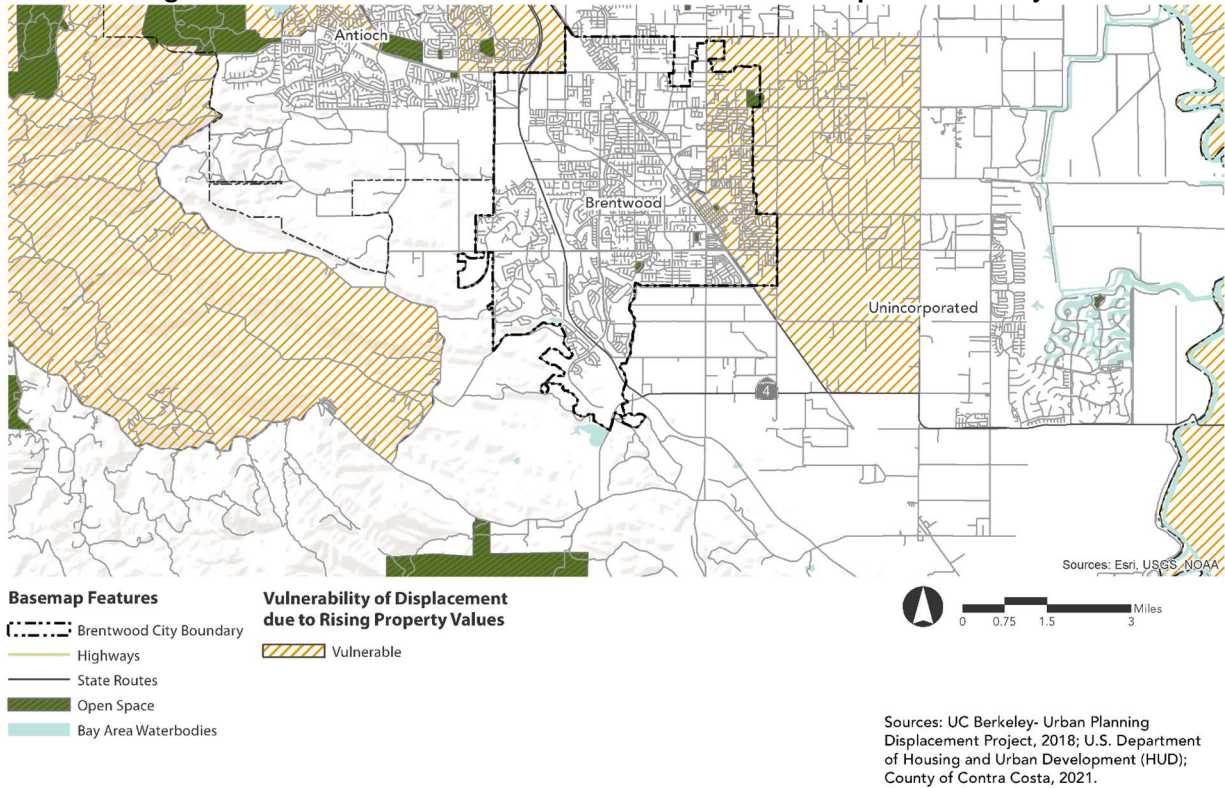 Antioch
Brentwood
Unincorporated
4
Sources: Esri, USGS, NOAA
Basemap Features
Brentwood City Boundary
Highways
State Routes
Open Space
Bay Area Waterbodies
Vulnerability of Displacement
due to Rising Property Values
Vulnerable
Miles
0 0.75 1.5 3
Sources: UC Berkeley- Urban Planning
Displacement Project, 2018; U.S. Department
of Housing and Urban Development (HUD);
County of Contra Costa, 2021.